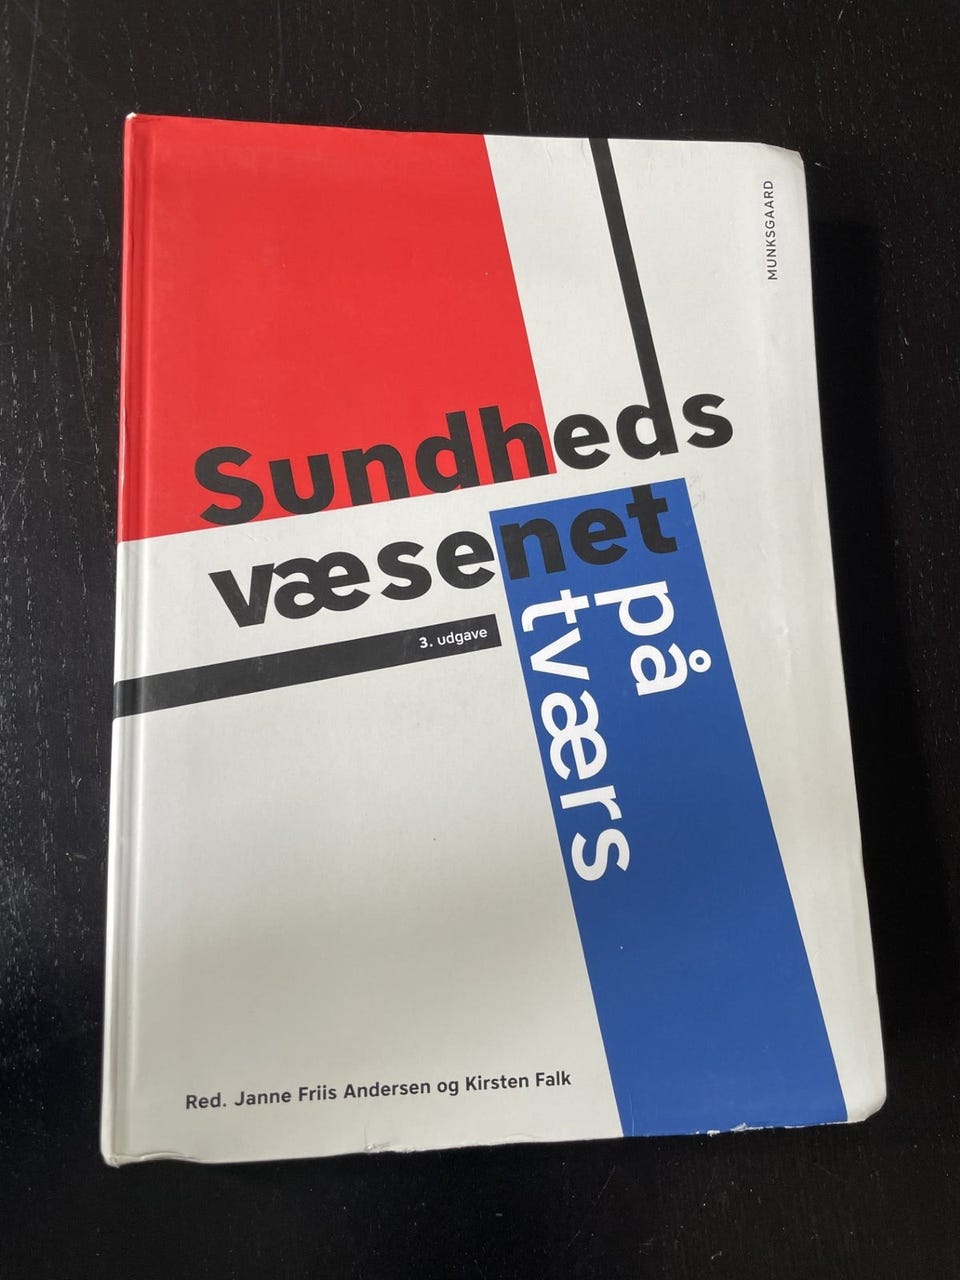 MUNKSGAARD
Sundheds
væsenet
på
tværs
3. udgave
Red. Janne Friis Andersen og Kirsten Falk